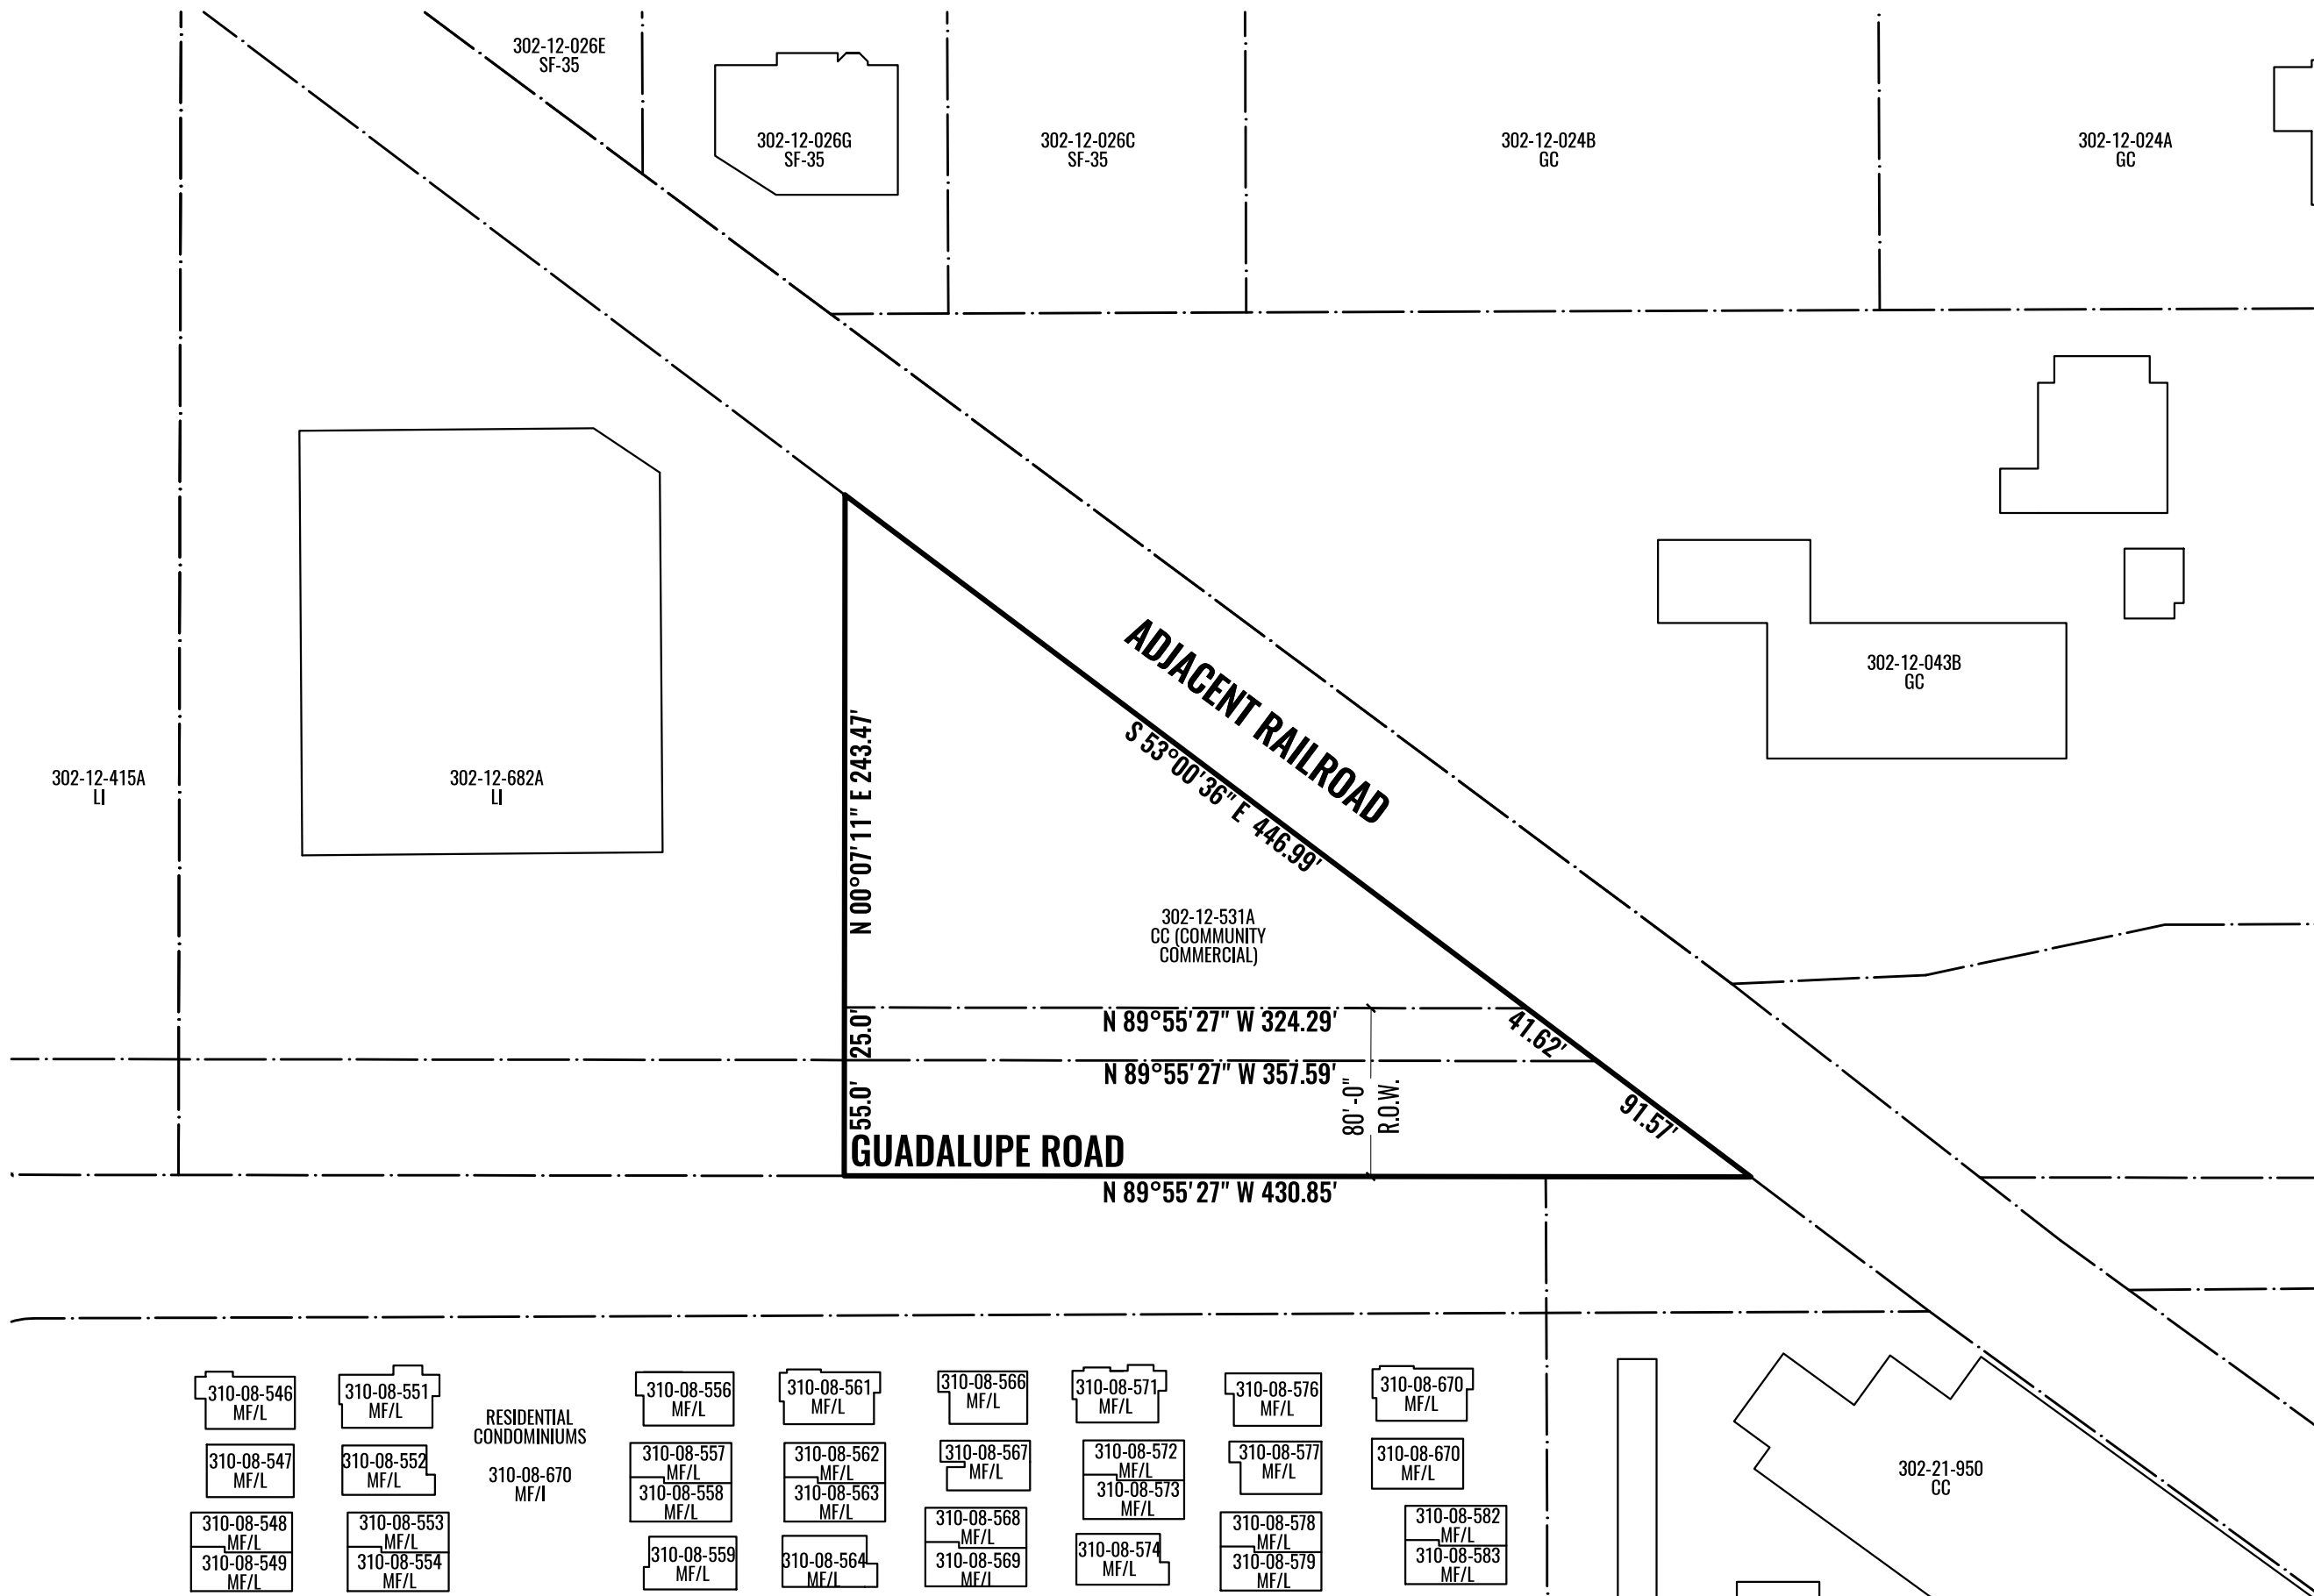 302-12-026E
SF-35
302-12-026G
SF-35
302-12-026C
SF-35
302-12-024B
GC
302-12-024A
GC
ADJACENT RAILROAD
S 53°00'36" E 446.99'
302-12-043B
GC
302-12-415A
LI
302-12-682A
LI
N 00°07'11" E 243.47'
302-12-531A
CC (COMMUNITY
COMMERCIAL)
25.0'
N 89°55'27" W 324.29'
41.62'
55.0'
N 89°55'27" W 357.59'
80'-0"
R.O.W.
91.57'
GUADALUPE ROAD
N 89°55'27" W 430.85'
310-08-546
MF/L
310-08-547
MF/L
310-08-548
MF/L
310-08-549
MF/L
310-08-551
MF/L
310-08-552
MF/L
310-08-553
MF/L
310-08-554
MF/L
RESIDENTIAL
CONDOMINIUMS
310-08-670
MF/l
310-08-556
MF/L
310-08-557
MF/L
310-08-558
MF/L
310-08-559
MF/L
310-08-561
MF/L
310-08-562
MF/L
310-08-563
MF/L
310-08-564
MF/L
310-08-566
MF/L
310-08-567
MF/L
310-08-568
MF/L
310-08-569
MF/L
310-08-571
MF/L
310-08-572
MF/L
310-08-573
MF/L
310-08-574
MF/L
310-08-576
MF/L
310-08-577
MF/L
310-08-578
MF/L
310-08-579
MF/L
310-08-670
MF/L
310-08-670
MF/L
310-08-582
MF/L
310-08-583
MF/L
302-21-950
CC